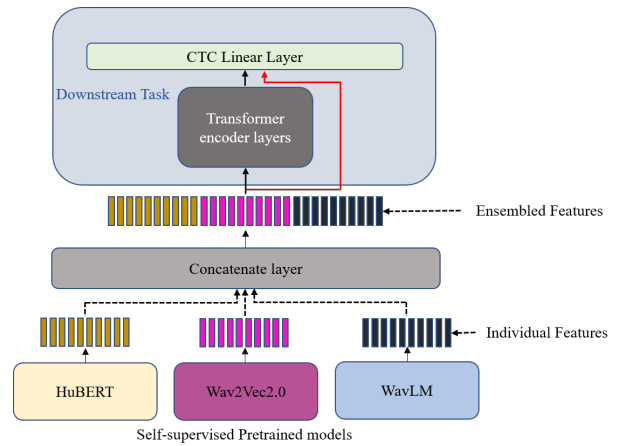 CTC Linear Layer
Downstream Task
Transformer
encoder layers
Ensembled Features
Concatenate layer
Individual Features
HuBERT
Wav2Vec2.0
WavLM
Self-supervised Pretrained models